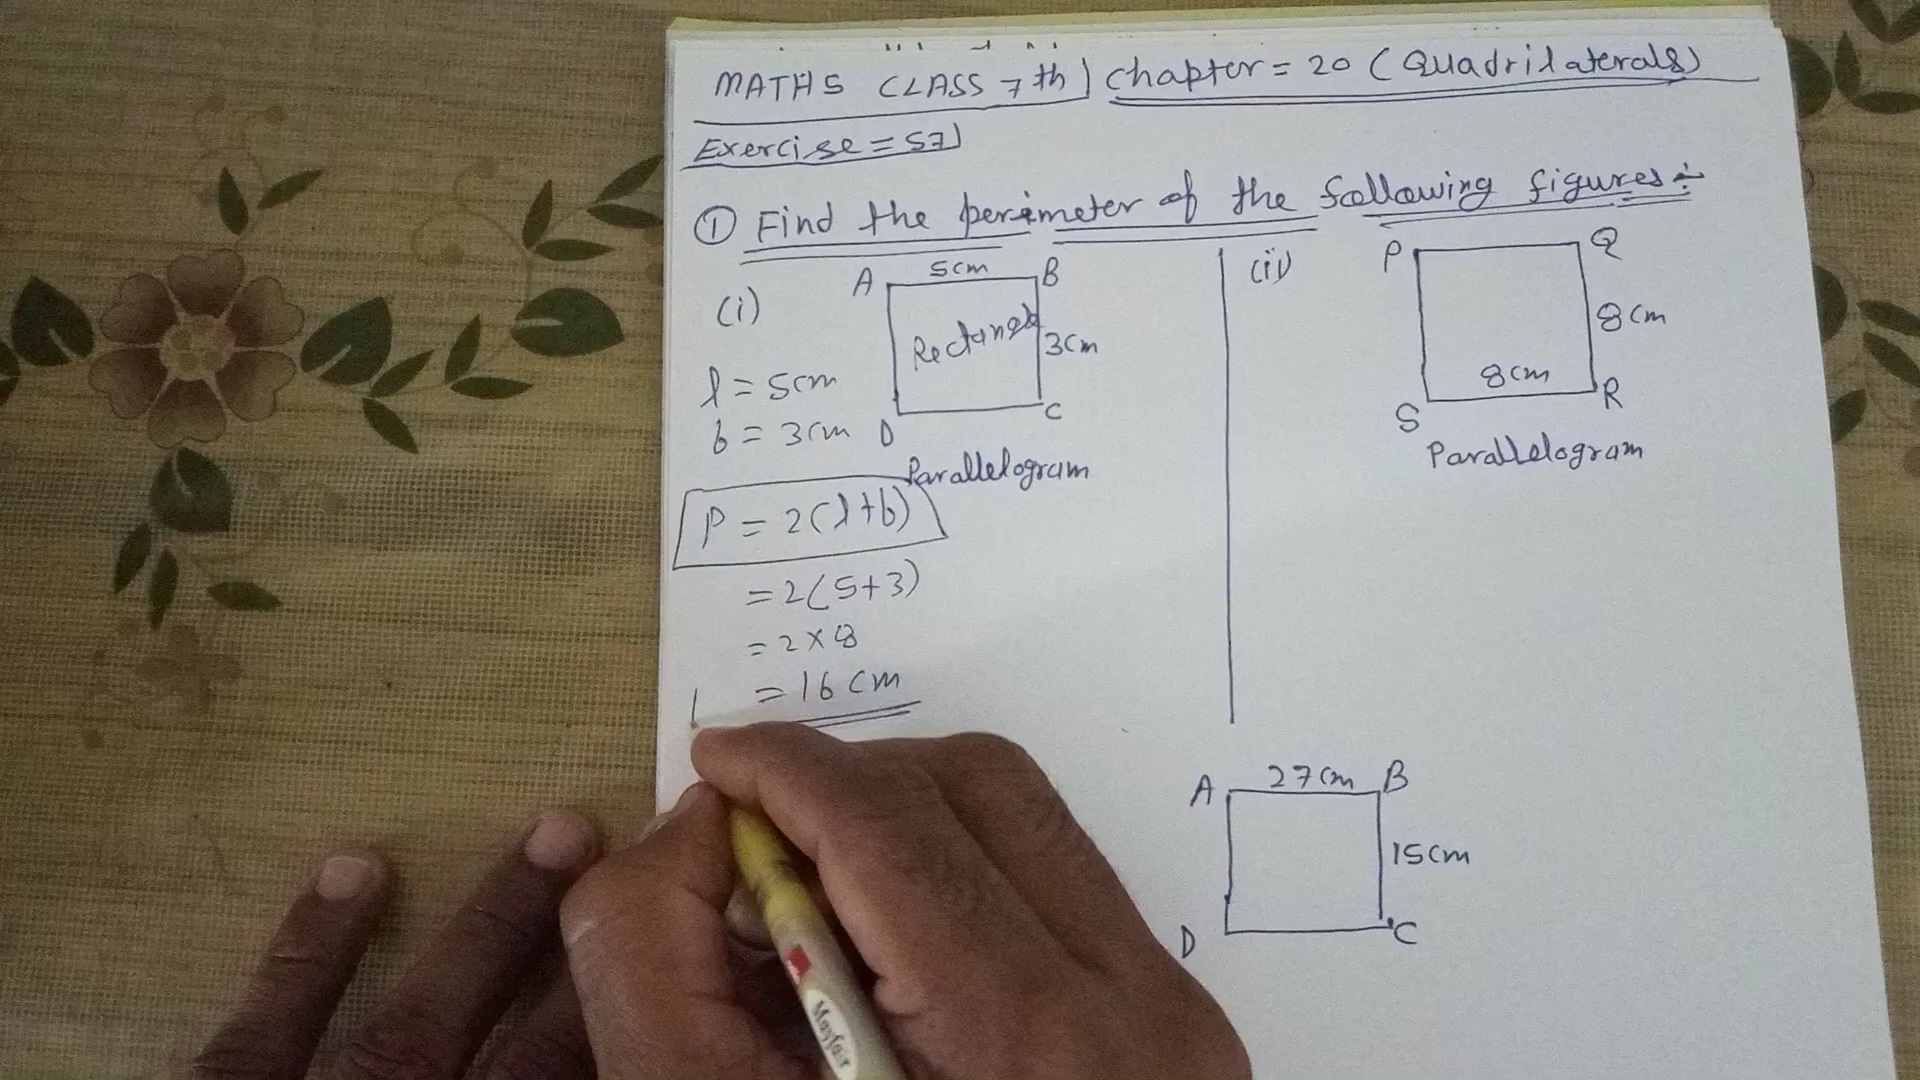 MATHS CLASS 7th | Chapter = 20 (Quadrilaterals)
Exercise = 57
① Find the perimeter of the following figures :-
(i)
A 5cm B
Rectangle
3cm
D C
Parallelogram
l = 5cm
b = 3cm
P = 2(l+b)
= 2(5+3)
= 2×8
= 16 cm
(ii)
P Q
8cm
8cm
S R
Parallelogram
A 27cm B
15cm
D C
Mayfair